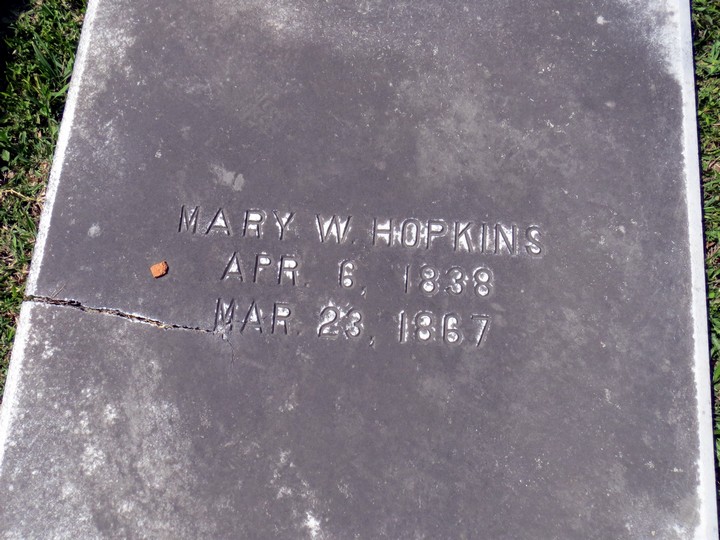 MARY W. HOPKINS
APR. 6, 1838
MAR. 23, 1867